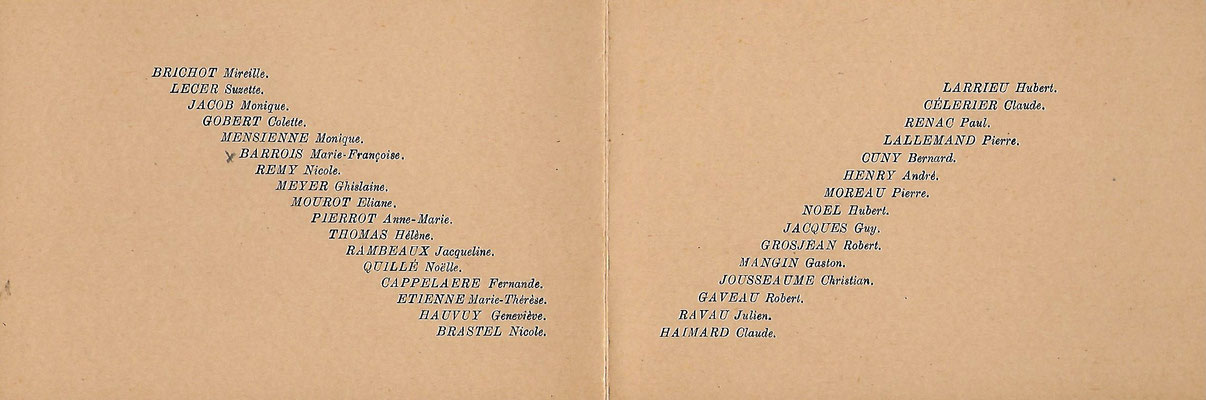 BRICHOT Mireille.
LECER Suzette.
JACOB Monique.
GOBERT Colette.
MENSIENNE Monique.
BARROIS Marie-Françoise.
REMY Nicole.
MEYER Ghislaine.
MOUROT Eliane.
PIERROT Anne-Marie.
THOMAS Hélène.
RAMBEAUX Jacqueline.
QUILLÉ Noëlle.
CAPPELAERE Fernande.
ETIENNE Marie-Thérèse.
HAUVUY Geneviève.
BRASTEL Nicole.
LARRIEU Hubert.
CÉLERIER Claude.
RENAC Paul.
LALLEMAND Pierre.
CUNY Bernard.
HENRY André.
MOREAU Pierre.
NOEL Hubert.
JACQUES Guy.
GROSJEAN Robert.
MANGIN Gaston.
JOUSSEAUME Christian.
GAVEAU Robert.
RAVAU Julien.
HAIMARD Claude.